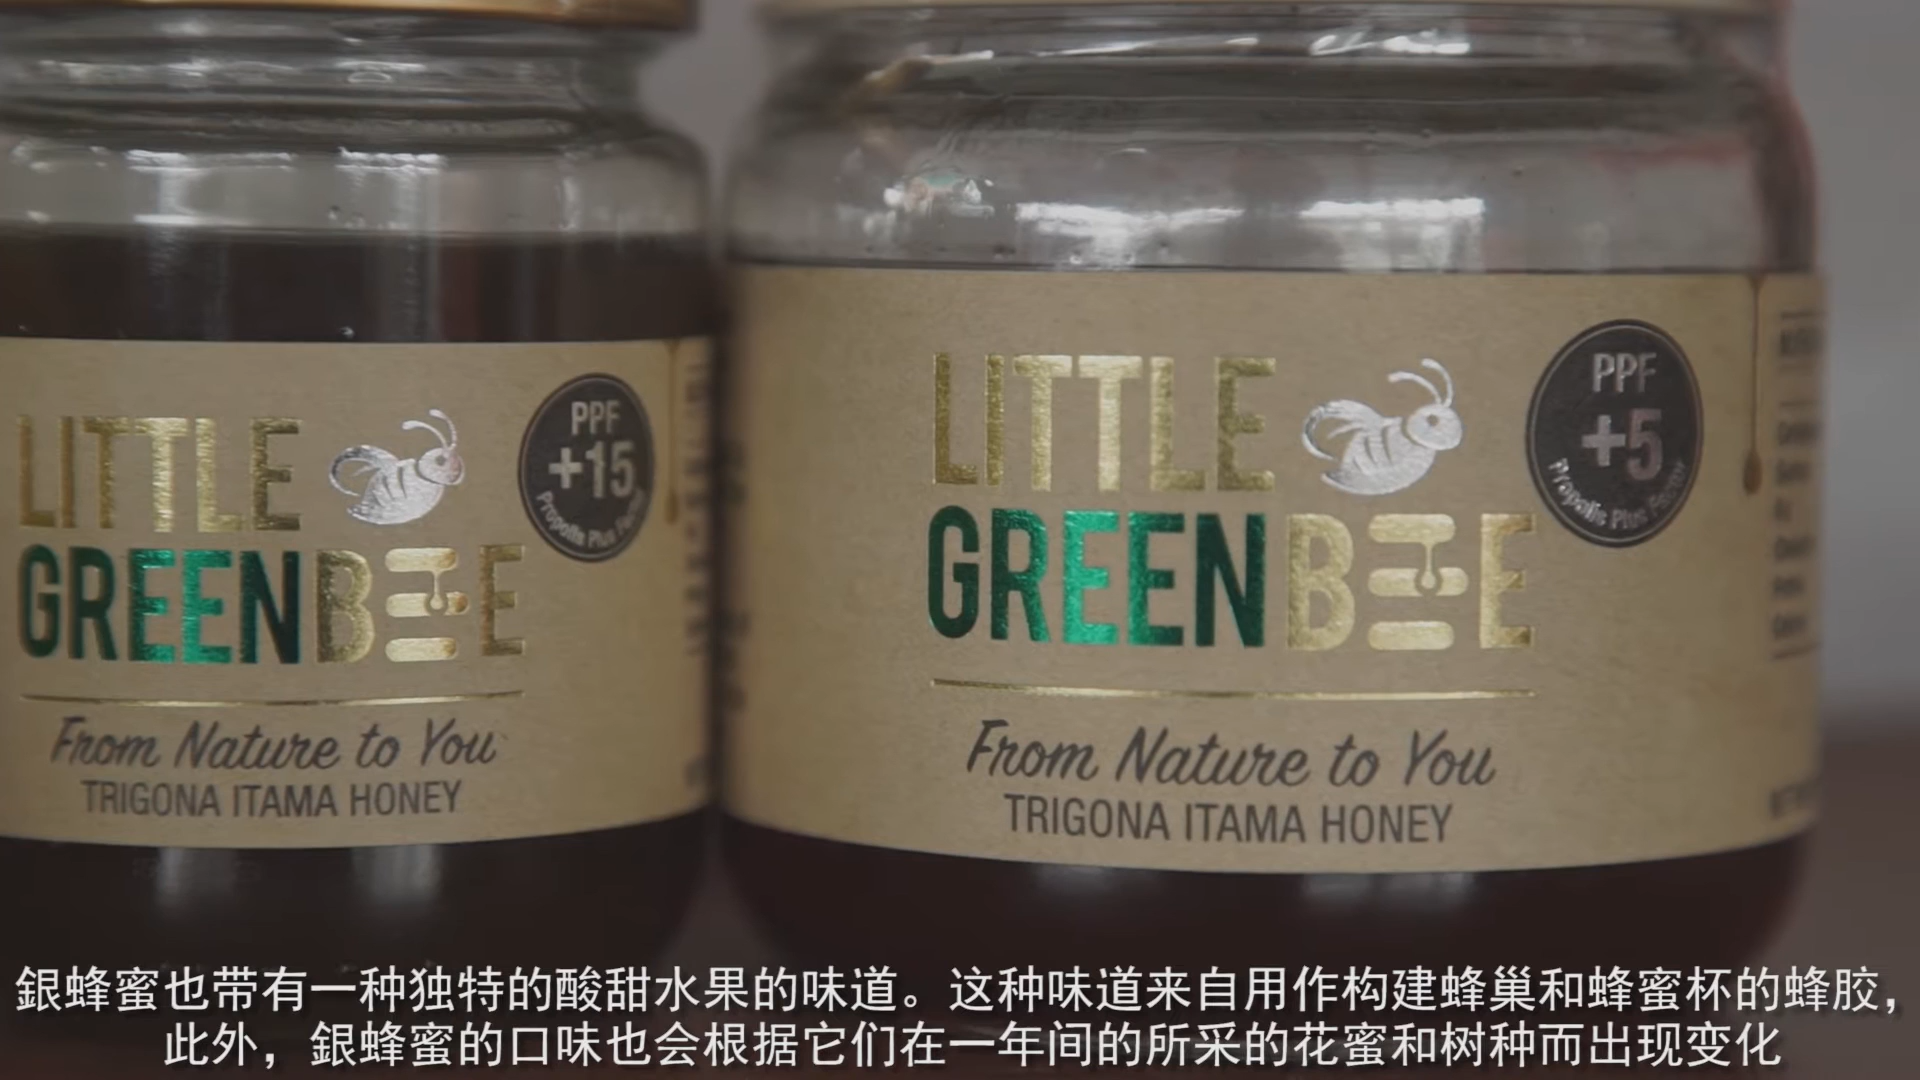 LITTLE
GREENBEE
PPF
+15
Propolis Plus Factor
From Nature to You
TRIGONA ITAMA HONEY
LITTLE
GREENBEE
PPF
+5
Propolis Plus Factor
From Nature to You
TRIGONA ITAMA HONEY
銀蜂蜜也带有一种独特的酸甜水果的味道。这种味道来自用作构建蜂巢和蜂蜜杯的蜂胶，
此外，銀蜂蜜的口味也会根据它们在一年间的所采的花蜜和树种而出现变化